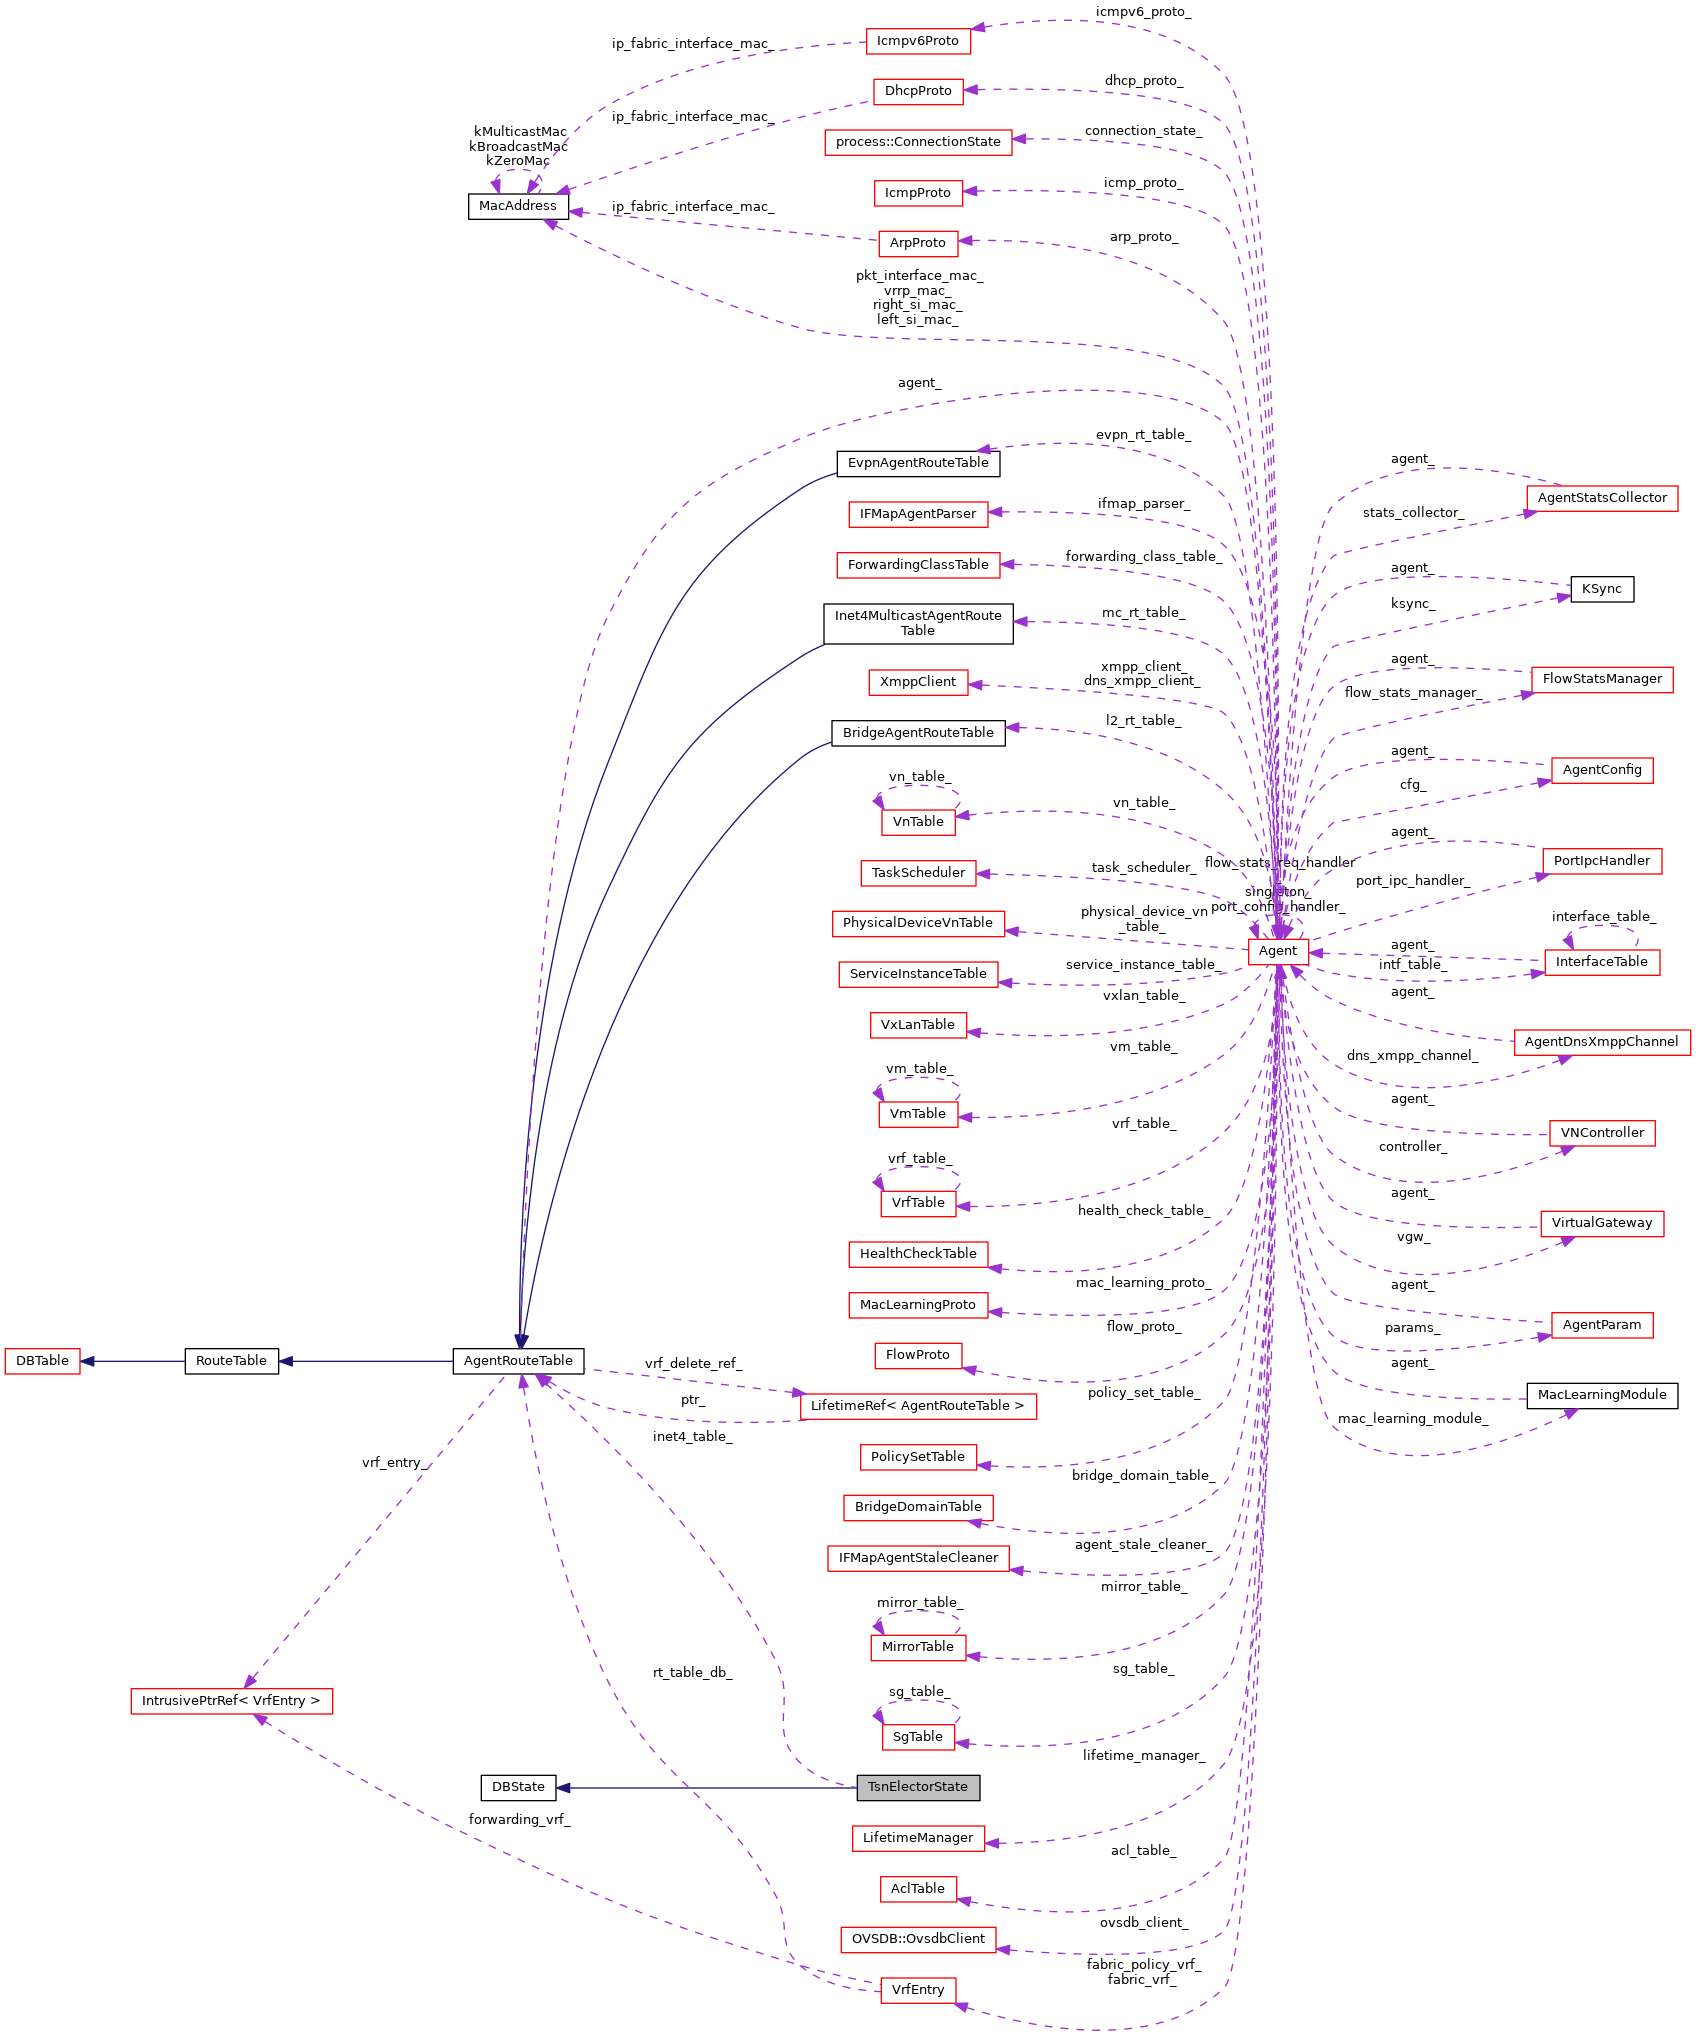 icmpv6_proto_
Icmpv6Proto
ip_fabric_interface_mac_
dhcp_proto_
DhcpProto
ip_fabric_interface_mac_
connection_state_
kMulticastMac
kBroadcastMac
kZeroMac
process::ConnectionState
icmp_proto_
IcmpProto
MacAddress
ip_fabric_interface_mac_
arp_proto_
ArpProto
pkt_interface_mac_
vrrp_mac_
right_si_mac_
left_si_mac_
agent_
evpn_rt_table_
EvpnAgentRouteTable
agent_
AgentStatsCollector
ifmap_parser_
IFMapAgentParser
stats_collector_
forwarding_class_table_
ForwardingClassTable
agent_
KSync
ksync_
mc_rt_table_
Inet4MulticastAgentRoute
Table
xmpp_client_
dns_xmpp_client_
XmppClient
agent_
FlowStatsManager
flow_stats_manager_
l2_rt_table_
BridgeAgentRouteTable
agent_
AgentConfig
cfg_
vn_table_
vn_table_
VnTable
agent_
PortIpcHandler
task_scheduler_
TaskScheduler
flow_stats_req_handler
_
singleton_
port_config_handler_
port_ipc_handler_
physical_device_vn
_table_
PhysicalDeviceVnTable
interface_table_
Agent
agent_
InterfaceTable
intf_table_
service_instance_table_
ServiceInstanceTable
vxlan_table_
VxLanTable
agent_
AgentDnsXmppChannel
dns_xmpp_channel_
vm_table_
vm_table_
VmTable
agent_
VNController
controller_
vrf_table_
vrf_table_
VrfTable
agent_
VirtualGateway
vgw_
health_check_table_
HealthCheckTable
mac_learning_proto_
MacLearningProto
agent_
AgentParam
params_
flow_proto_
FlowProto
DBTable
RouteTable
AgentRouteTable
vrf_delete_ref_
ptr_
LifetimeRef< AgentRouteTable >
agent_
MacLearningModule
mac_learning_module_
policy_set_table_
inet4_table_
PolicySetTable
vrf_entry_
bridge_domain_table_
BridgeDomainTable
agent_stale_cleaner_
IFMapAgentStaleCleaner
mirror_table_
mirror_table_
MirrorTable
rt_table_db_
sg_table_
sg_table_
SgTable
IntrusivePtrRef< VrfEntry >
lifetime_manager_
DBState
TsnElectorState
forwarding_vrf_
LifetimeManager
acl_table_
AclTable
ovsdb_client_
OVSDB::OvsdbClient
fabric_policy_vrf_
fabric_vrf_
VrfEntry